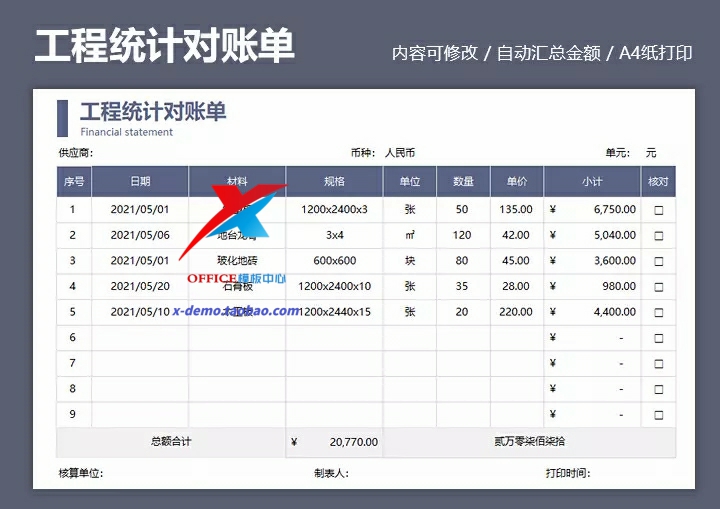 工程统计对账单
内容可修改 / 自动汇总金额 / A4纸打印
工程统计对账单
Financial statement
供应商: 币种: 人民币 单元: 元
序号 日期 材料 规格 单位 数量 单价 小计 核对
1 2021/05/01 1200x2400x3 张 50 135.00 ¥ 6,750.00 □
2 2021/05/06 地台龙骨 3x4 ㎡ 120 42.00 ¥ 5,040.00 □
3 2021/05/01 玻化地砖 600x600 块 80 45.00 ¥ 3,600.00 □
OFFICE模板中心
4 2021/05/20 石膏板 1200x2400x10 张 35 28.00 ¥ 980.00 □
5 2021/05/10 1200x2440x15 张 20 220.00 ¥ 4,400.00 □
x-demo.taobao.com
6 ¥ - □
7 ¥ - □
8 ¥ - □
9 ¥ - □
总额合计 ¥ 20,770.00 贰万零柒佰柒拾
核算单位: 制表人: 打印时间: